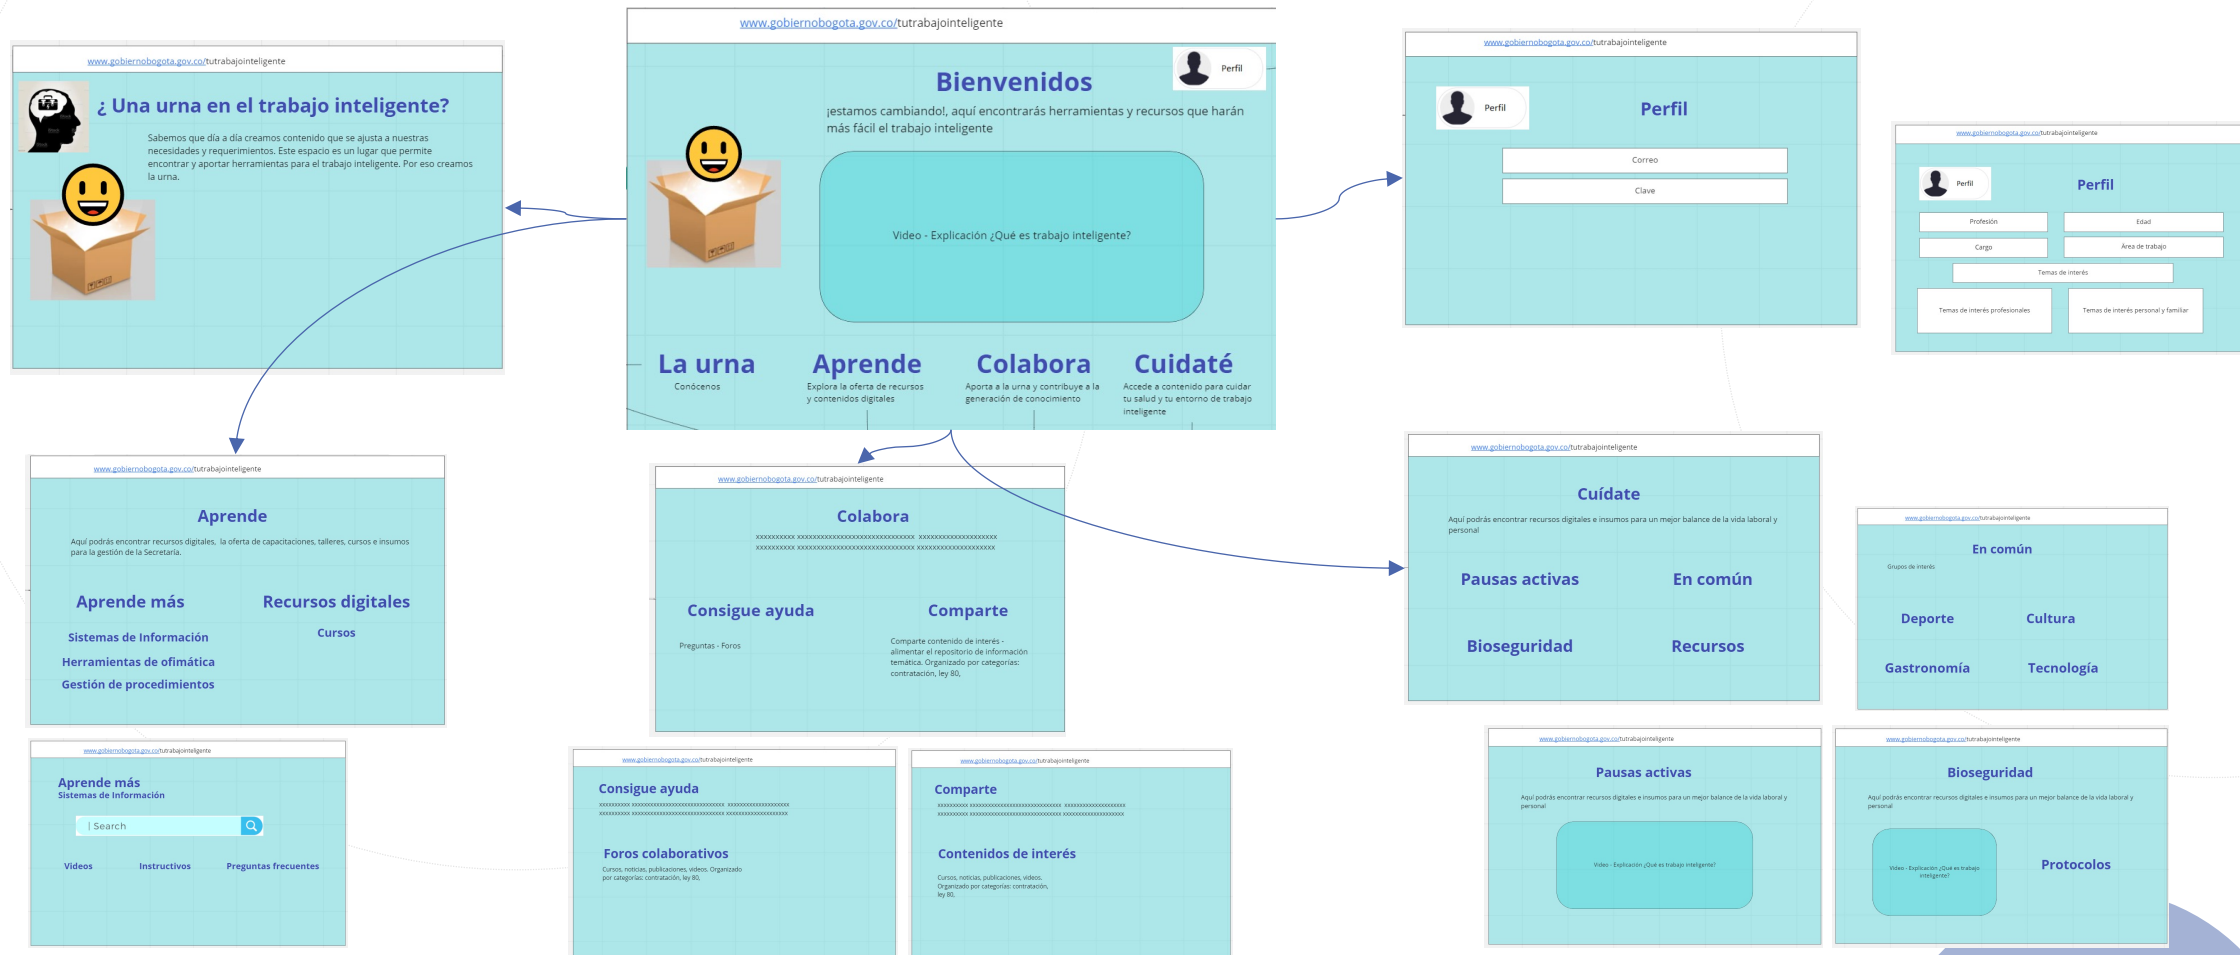 www.gobiernobogota.gov.co/tutrabajointeligente
¿ Una urna en el trabajo inteligente?
Sabemos que día a día creamos contenido que se ajusta a nuestras
necesidades y requerimientos. Este espacio es un lugar que permite
encontrar y aportar herramientas para el trabajo inteligente. Por eso creamos
la urna.
www.gobiernobogota.gov.co/tutrabajointeligente
Perfil
Bienvenidos
¡estamos cambiando!, aquí encontrarás herramientas y recursos que harán
más fácil el trabajo inteligente
Video - Explicación ¿Qué es trabajo inteligente?
La urna
Conócenos
Aprende
Explora la oferta de recursos
y contenidos digitales
Colabora
Aporta a la urna y contribuye a la
generación de conocimiento
Cuidaté
Accede a contenido para cuidar
tu salud y tu entorno de trabajo
inteligente
www.gobiernobogota.gov.co/tutrabajointeligente
Perfil
Perfil
Correo
Clave
www.gobiernobogota.gov.co/tutrabajointeligente
Perfil
Perfil
Profesión
Edad
Cargo
Área de trabajo
Temas de interés
Temas de interés profesionales
Temas de interés personal y familiar
www.gobiernobogota.gov.co/tutrabajointeligente
Aprende
Aquí podrás encontrar recursos digitales, la oferta de capacitaciones, talleres, cursos e insumos
para la gestión de la Secretaría.
Aprende más
Sistemas de Información
Herramientas de ofimática
Gestión de procedimientos
Recursos digitales
Cursos
www.gobiernobogota.gov.co/tutrabajointeligente
Colabora
xxxxxxxxxx xxxxxxxxxxxxxxxxxxxxxxxxxxxxxx xxxxxxxxxxxxxxxxxxxx
xxxxxxxxxx xxxxxxxxxxxxxxxxxxxxxxxxxxxxxx xxxxxxxxxxxxxxxxxxxx
Consigue ayuda
Preguntas - Foros
Comparte
Comparte contenido de interés -
alimentar el repositorio de información
temática. Organizado por categorías:
contratación, ley 80,
www.gobiernobogota.gov.co/tutrabajointeligente
Cuídate
Aquí podrás encontrar recursos digitales e insumos para un mejor balance de la vida laboral y
personal
Pausas activas
En común
Bioseguridad
Recursos
www.gobiernobogota.gov.co/tutrabajointeligente
En común
Grupos de interés
Deporte
Cultura
Gastronomía
Tecnología
www.gobiernobogota.gov.co/tutrabajointeligente
Aprende más
Sistemas de Información
| Search
Videos
Instructivos
Preguntas frecuentes
www.gobiernobogota.gov.co/tutrabajointeligente
Consigue ayuda
xxxxxxxxxx xxxxxxxxxxxxxxxxxxxxxxxxxxxxxx xxxxxxxxxxxxxxxxxxxx
xxxxxxxxxx xxxxxxxxxxxxxxxxxxxxxxxxxxxxxx xxxxxxxxxxxxxxxxxxxx
Foros colaborativos
Cursos, noticias, publicaciones, videos. Organizado
por categorías: contratación, ley 80,
www.gobiernobogota.gov.co/tutrabajointeligente
Comparte
xxxxxxxxxx xxxxxxxxxxxxxxxxxxxxxxxxxxxxxx xxxxxxxxxxxxxxxxxxxx
xxxxxxxxxx xxxxxxxxxxxxxxxxxxxxxxxxxxxxxx xxxxxxxxxxxxxxxxxxxx
Contenidos de interés
Cursos, noticias, publicaciones, videos.
Organizado por categorías: contratación,
ley 80,
www.gobiernobogota.gov.co/tutrabajointeligente
Pausas activas
Aquí podrás encontrar recursos digitales e insumos para un mejor balance de la vida laboral y
personal
Video - Explicación ¿Qué es trabajo inteligente?
www.gobiernobogota.gov.co/tutrabajointeligente
Bioseguridad
Aquí podrás encontrar recursos digitales e insumos para un mejor balance de la vida laboral y
personal
Video - Explicación ¿Qué es trabajo
inteligente?
Protocolos